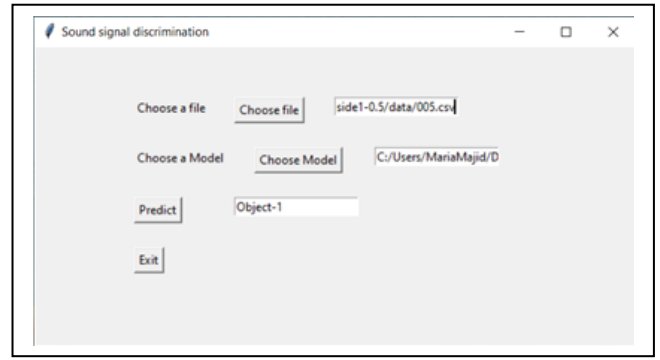 Sound signal discrimination
Choose a file Choose file side1-0.5/data/005.csv
Choose a Model Choose Model C:/Users/MariaMajid/D
Predict Object-1
Exit